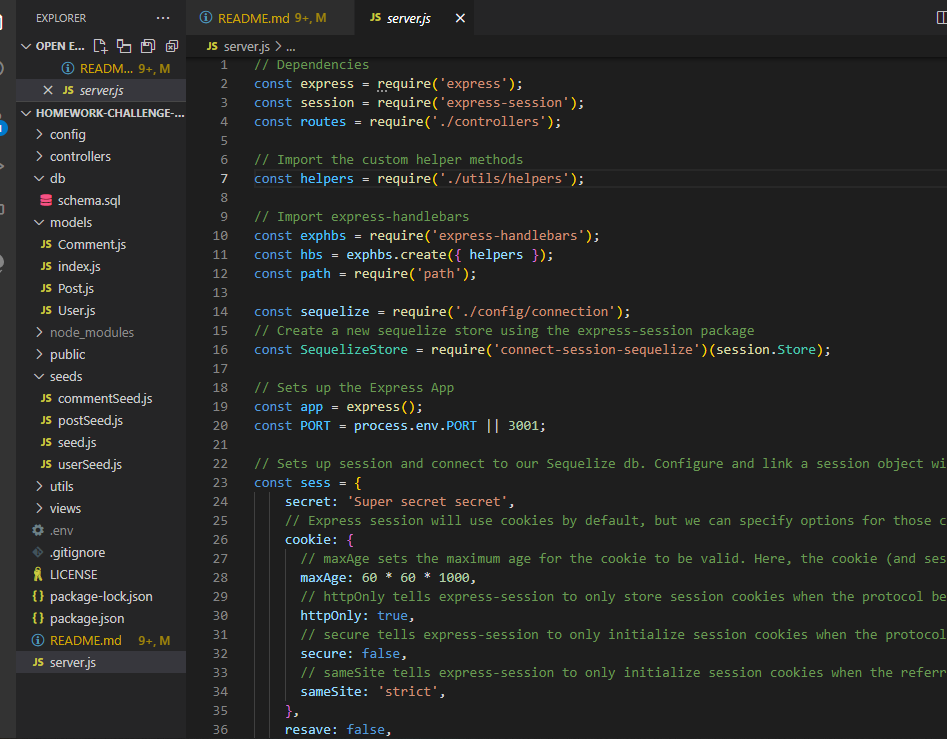 EXPLORER ...
README.md 9+, M
JS server.js ×
OPEN E...
READM... 9+, M
× JS server.js
HOMEWORK-CHALLENGE-...
config
controllers
db
schema.sql
models
JS Comment.js
JS index.js
JS Post.js
JS User.js
node_modules
public
seeds
JS commentSeed.js
JS postSeed.js
JS seed.js
JS userSeed.js
utils
views
.env
.gitignore
LICENSE
{} package-lock.json
{} package.json
README.md 9+, M
JS server.js
JS server.js > ...
1 // Dependencies
2 const express = require('express');
3 const session = require('express-session');
4 const routes = require('./controllers');
5
6 // Import the custom helper methods
7 const helpers = require('./utils/helpers');
8
9 // Import express-handlebars
10 const exphbs = require('express-handlebars');
11 const hbs = exphbs.create({ helpers });
12 const path = require('path');
13
14 const sequelize = require('./config/connection');
15 // Create a new sequelize store using the express-session package
16 const SequelizeStore = require('connect-session-sequelize')(session.Store);
17
18 // Sets up the Express App
19 const app = express();
20 const PORT = process.env.PORT || 3001;
21
22 // Sets up session and connect to our Sequelize db. Configure and link a session object wi
23 const sess = {
24 secret: 'Super secret secret',
25 // Express session will use cookies by default, but we can specify options for those c
26 cookie: {
27 // maxAge sets the maximum age for the cookie to be valid. Here, the cookie (and ses
28 maxAge: 60 * 60 * 1000,
29 // httpOnly tells express-session to only store session cookies when the protocol be
30 httpOnly: true,
31 // secure tells express-session to only initialize session cookies when the protocol
32 secure: false,
33 // sameSite tells express-session to only initialize session cookies when the referr
34 sameSite: 'strict',
35 },
36 resave: false,